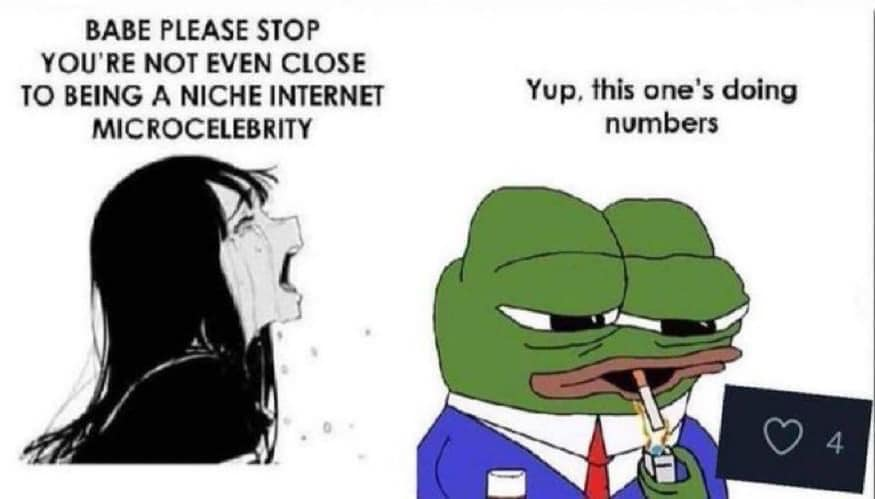 BABE PLEASE STOP
YOU'RE NOT EVEN CLOSE
TO BEING A NICHE INTERNET
MICROCELEBRITY
Yup, this one's doing
numbers
4